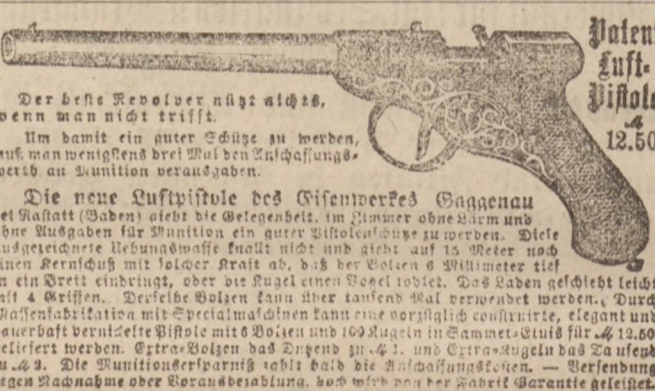 Patent
Luft-
Pistole
M
12.50
Der beste Revolver nützt nichts,
wenn man nicht trifft.
Um damit ein guter Schütze zu werden,
muß man wenigstens drei Mal den Anschaffungs-
werth an Munition verausgaben.
Die neue Luftpistole des Eisenwerkes Gaggenau
bei Rastatt (Baden) giebt die Gelegenheit, im Zimmer ohne Lärm und
ohne Ausgaben für Munition ein guter Pistolenschütze zu werden. Diese
ausgezeichnete Uebungswaffe knallt nicht und giebt auf 15 Meter noch
einen Kernschuß mit solcher Kraft ab, daß der Bolzen 6 Millimeter tief
in ein Brett eindringt, oder die Kugel einen Vogel todtet. Das Laden geschieht leicht
mit 4 Griffen. Derselbe Bolzen kann über tausend Mal verwendet werden. Durch
Massenfabrikation mit Specialmaschinen kann eine vorzüglich construirte, elegant und
dauerhaft vernickelte Pistole mit 6 Bolzen und 100 Kugeln in Sammet-Etuis für M 12.50
geliefert werden. Extra-Bolzen das Dutzend zu M 1. und Extra-Kugeln das Tausend
zu M 2. Die Munitionsersparniß zahlt bald die Anschaffungskosten. — Versendung
gegen Nachnahme oder Vorausbezahlung, doch wird von der Fabrik Garantie geleistet